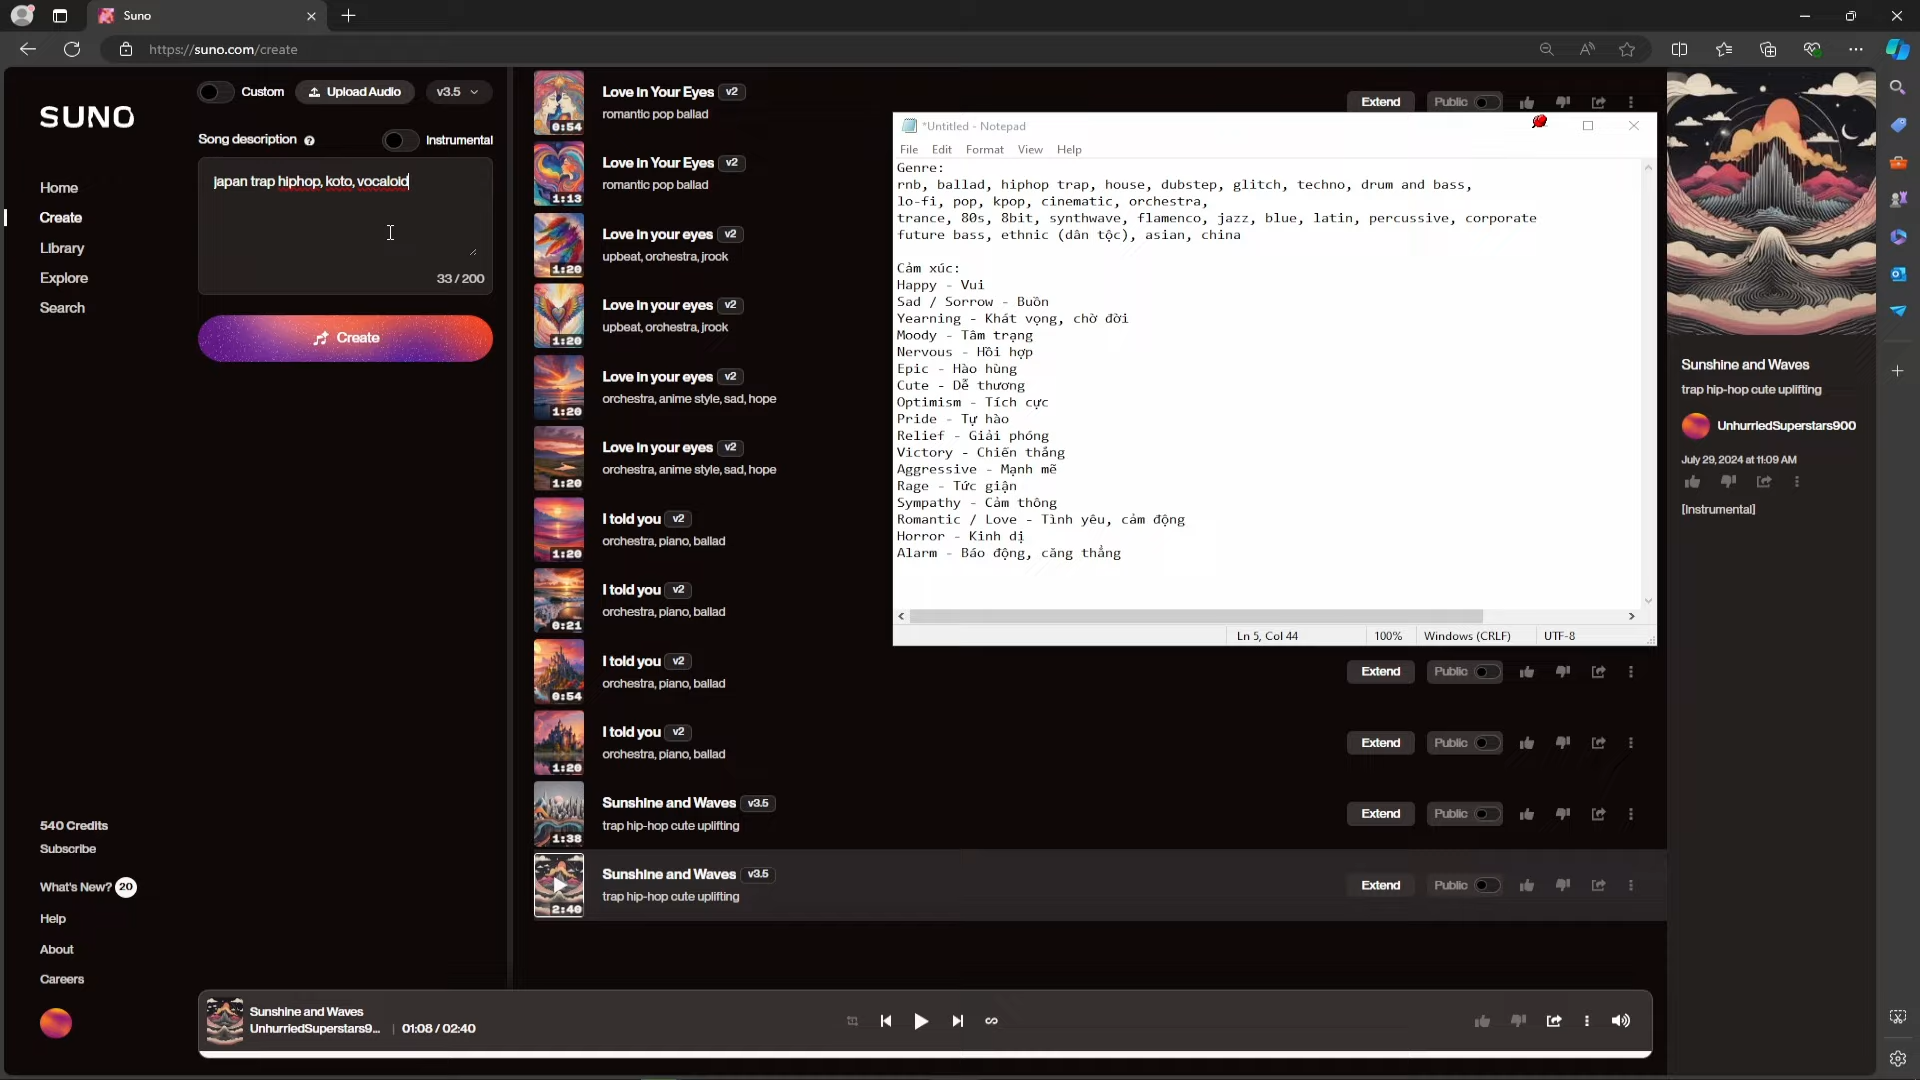 Suno
https://suno.com/create
SUNO
Home
Create
Library
Explore
Search
540 Credits
Subscribe
What's New? 20
Help
About
Careers
Custom
Upload Audio
v3.5
Song description
Instrumental
japan trap hiphop, koto, vocaloid
33 / 200
Create
0:54
Love in Your Eyes v2
romantic pop ballad
Extend
Public
1:13
Love in Your Eyes v2
romantic pop ballad
1:20
Love in your eyes v2
upbeat, orchestra, jrock
1:20
Love in your eyes v2
upbeat, orchestra, jrock
1:20
Love in your eyes v2
orchestra, anime style, sad, hope
1:20
Love in your eyes v2
orchestra, anime style, sad, hope
1:20
I told you v2
orchestra, piano, ballad
0:21
I told you v2
orchestra, piano, ballad
0:54
I told you v2
orchestra, piano, ballad
Extend
Public
1:20
I told you v2
orchestra, piano, ballad
Extend
Public
1:38
Sunshine and Waves v3.5
trap hip-hop cute uplifting
Extend
Public
2:40
Sunshine and Waves v3.5
trap hip-hop cute uplifting
Extend
Public
*Untitled - Notepad
File Edit Format View Help
Genre:
rnb, ballad, hiphop trap, house, dubstep, glitch, techno, drum and bass,
lo-fi, pop, kpop, cinematic, orchestra,
trance, 80s, 8bit, synthwave, flamenco, jazz, blue, latin, percussive, corporate
future bass, ethnic (dân tộc), asian, china
Cảm xúc:
Happy - Vui
Sad / Sorrow - Buồn
Yearning - Khát vọng, chờ đời
Moody - Tâm trạng
Nervous - Hồi hợp
Epic - Hào hùng
Cute - Dễ thương
Optimism - Tích cực
Pride - Tự hào
Relief - Giải phóng
Victory - Chiến thắng
Aggressive - Mạnh mẽ
Rage - Tức giận
Sympathy - Cảm thông
Romantic / Love - Tình yêu, cảm động
Horror - Kinh dị
Alarm - Báo động, căng thẳng
Ln 5, Col 44
100%
Windows (CRLF)
UTF-8
Sunshine and Waves
trap hip-hop cute uplifting
UnhurriedSuperstars900
July 29, 2024 at 11:09 AM
[Instrumental]
Sunshine and Waves
UnhurriedSuperstars9... 01:08 / 02:40